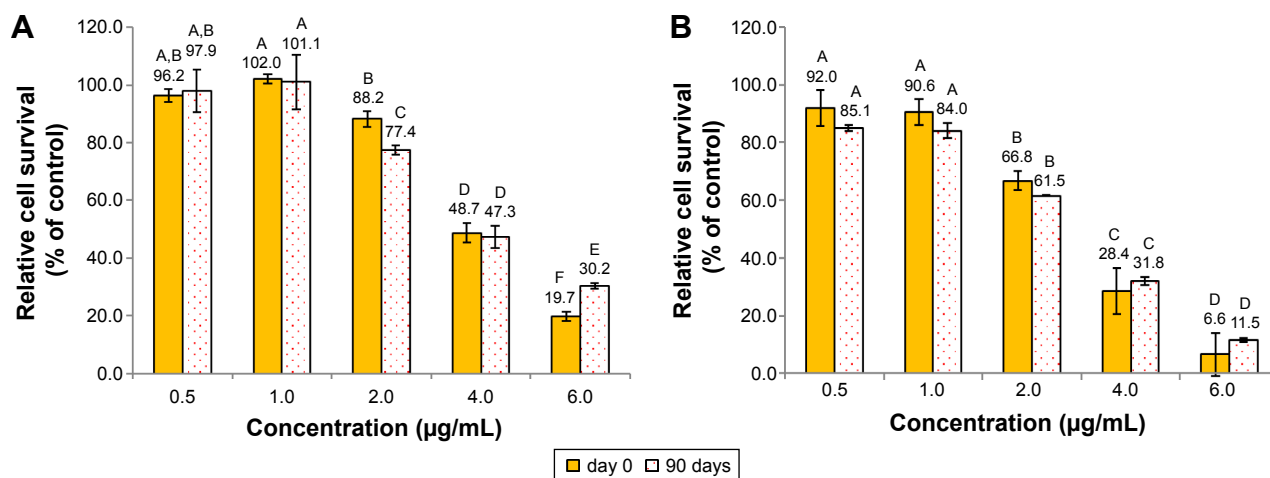 A
Relative cell survival
(% of control)
120.0
100.0
80.0
60.0
40.0
20.0
0.0
A,B
96.2
A,B
97.9
A
102.0
A
101.1
B
88.2
C
77.4
D
48.7
D
47.3
F
19.7
E
30.2
0.5 1.0 2.0 4.0 6.0
Concentration (µg/mL)
B
Relative cell survival
(% of control)
120.0
100.0
80.0
60.0
40.0
20.0
0.0
A
92.0
A
85.1
A
90.6
A
84.0
B
66.8
B
61.5
C
28.4
C
31.8
D
6.6
D
11.5
0.5 1.0 2.0 4.0 6.0
Concentration (µg/mL)
day 0 90 days